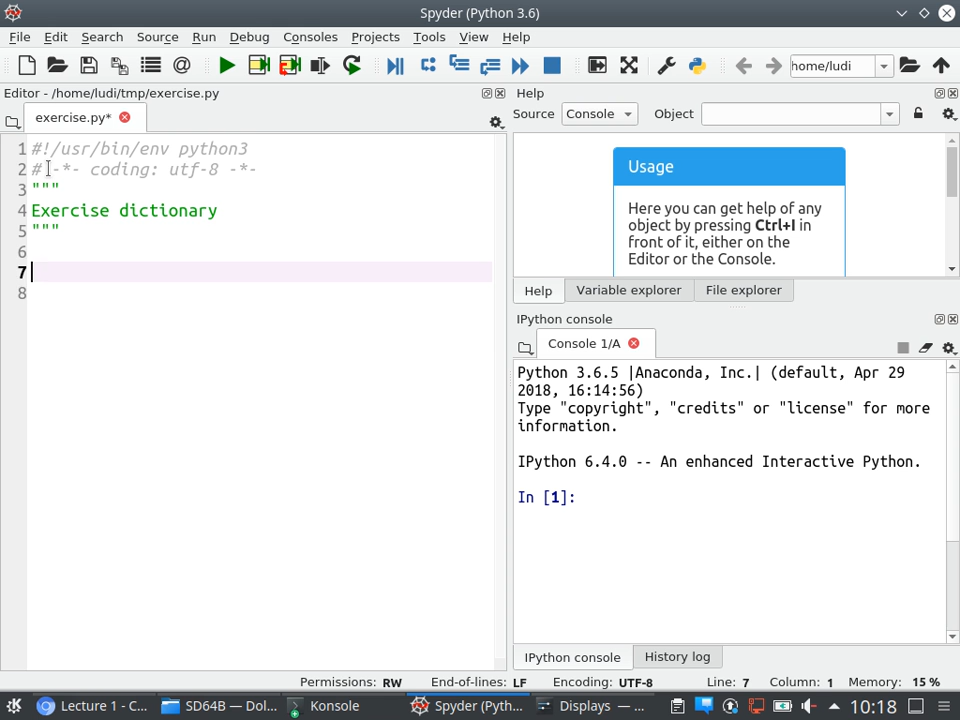 Spyder (Python 3.6)
File Edit Search Source Run Debug Consoles Projects Tools View Help
home/ludi
Editor - /home/ludi/tmp/exercise.py
exercise.py*
1 #!/usr/bin/env python3
2 # -*- coding: utf-8 -*-
3 """
4 Exercise dictionary
5 """
6
7
8
Help
Source Console Object
Usage
Here you can get help of any
object by pressing Ctrl+I in
front of it, either on the
Editor or the Console.
Help Variable explorer File explorer
IPython console
Console 1/A
Python 3.6.5 |Anaconda, Inc.| (default, Apr 29
2018, 16:14:56)
Type "copyright", "credits" or "license" for more
information.
IPython 6.4.0 -- An enhanced Interactive Python.
In [1]:
IPython console History log
Permissions: RW End-of-lines: LF Encoding: UTF-8 Line: 7 Column: 1 Memory: 15 %
Lecture 1 - C... SD64B — Dol... Konsole Spyder (Pyth... Displays — ... 10:18